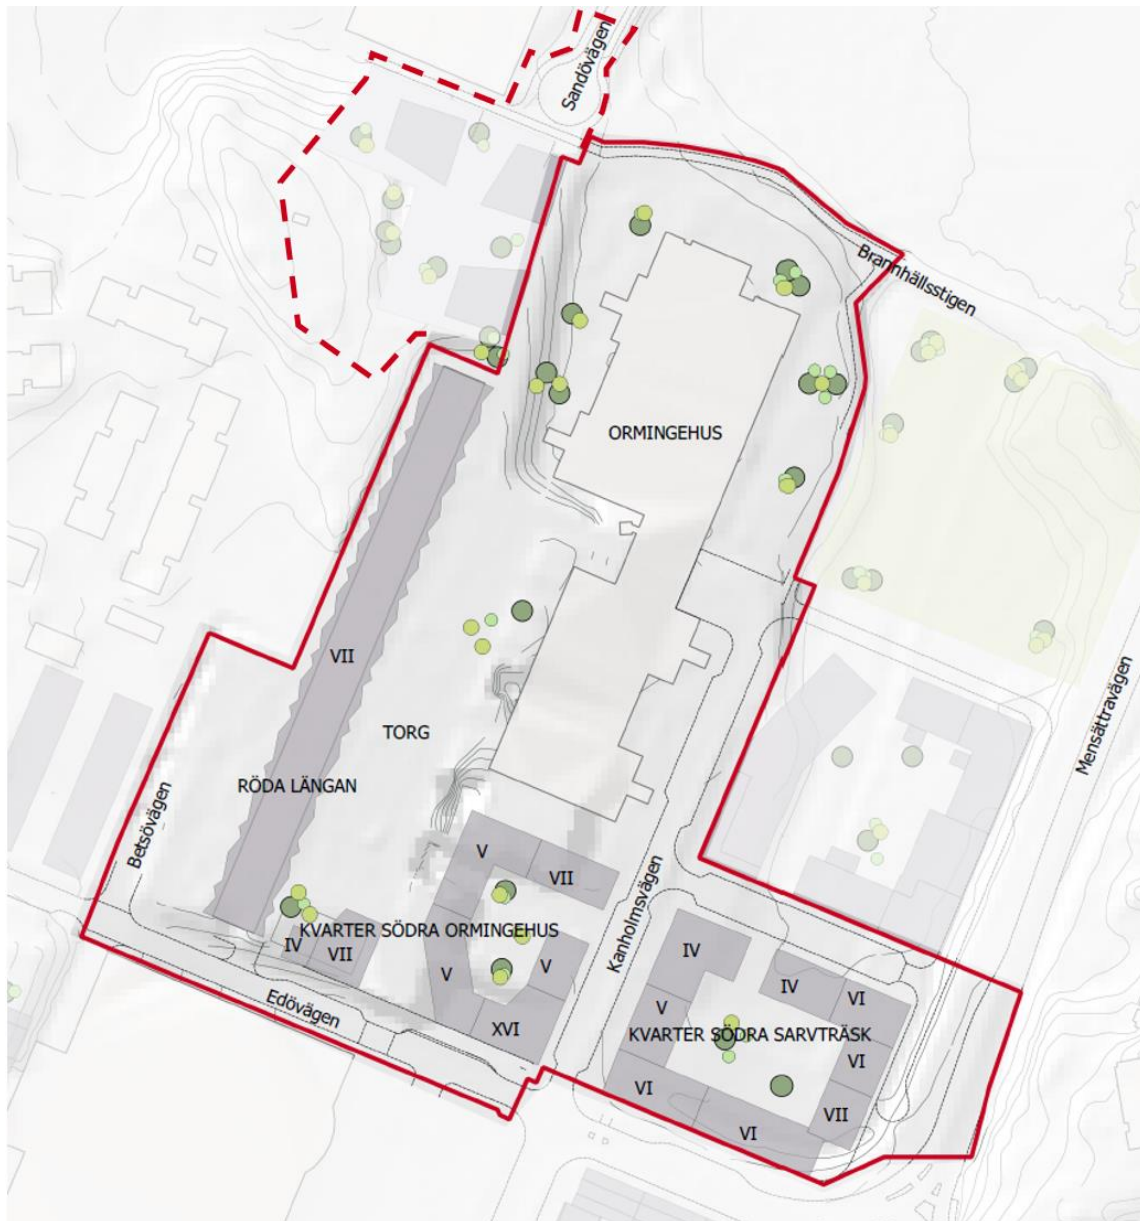 Sandövägen
Brannhällsstigen
ORMINGEHUS
VII
TORG
RÖDA LÄNGAN
Mensättravägen
Betsövägen
V
VII
KVARTER SÖDRA ORMINGEHUS
IV
VII
V
V
XVI
Edövägen
Kanholmsvägen
IV
IV
VI
V
KVARTER SÖDRA SARVTRÄSK
VI
VI
VI
VII